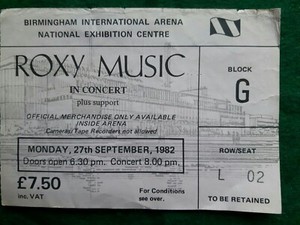 BIRMINGHAM INTERNATIONAL ARENA
NATIONAL EXHIBITION CENTRE
ROXY MUSIC
IN CONCERT
plus support
OFFICIAL MERCHANDISE ONLY AVAILABLE
INSIDE ARENA
Cameras/Tape Recorders not allowed
MONDAY, 27th SEPTEMBER, 1982
Doors open 6.30 pm. Concert 8.00 pm.
£7.50
inc. VAT
For Conditions
see over.
BLOCK
G
ROW/SEAT
L 02
TO BE RETAINED